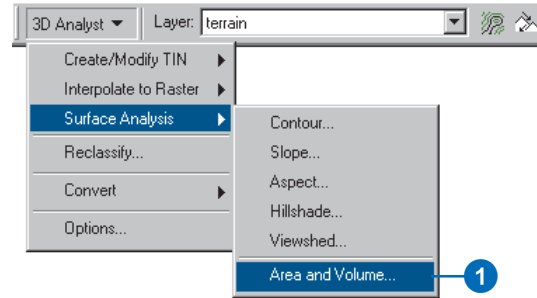 3D Analyst Layer: terrain
Create/Modify TIN
Interpolate to Raster
Surface Analysis
Contour...
Reclassify...
Slope...
Aspect...
Convert
Hillshade...
Options...
Viewshed...
Area and Volume... 1